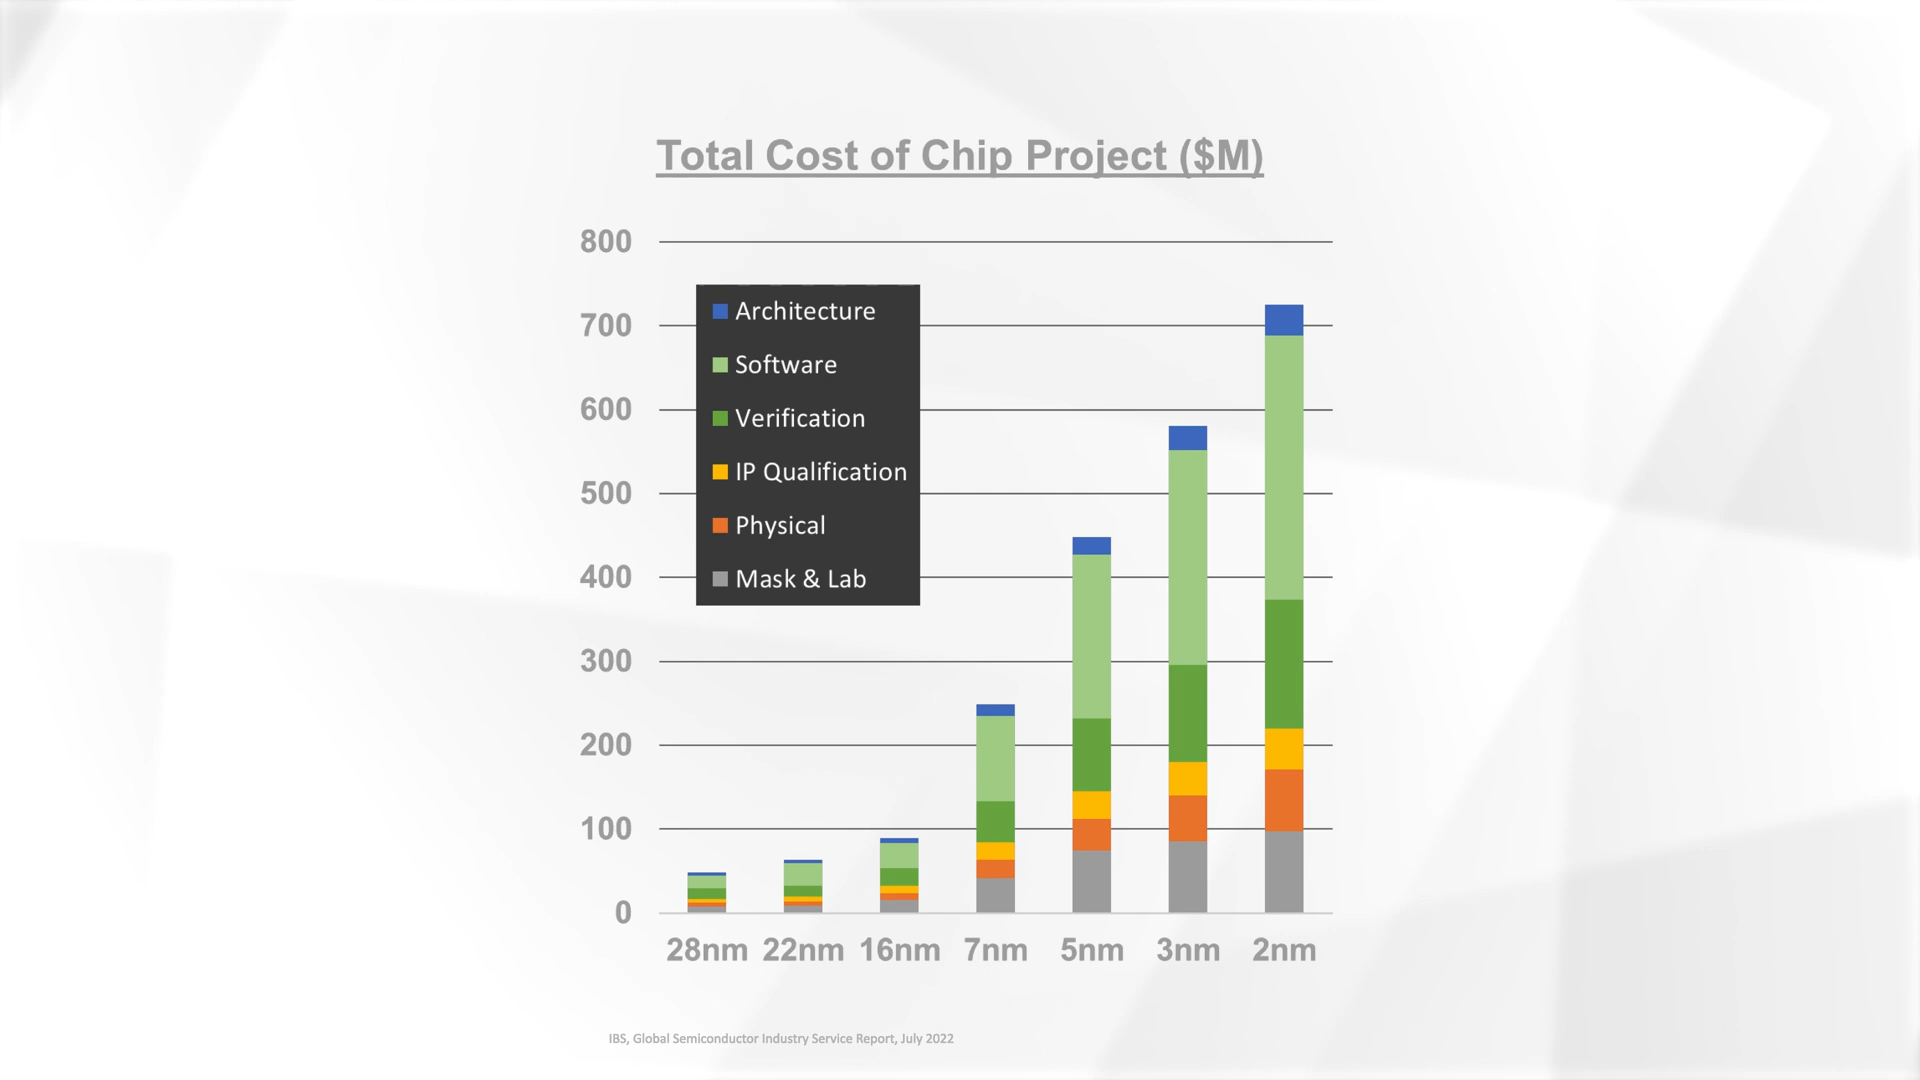 Total Cost of Chip Project ($M)
800
700
600
500
400
300
200
100
0
Architecture
Software
Verification
IP Qualification
Physical
Mask & Lab
28nm 22nm 16nm 7nm 5nm 3nm 2nm
IBS, Global Semiconductor Industry Service Report, July 2022